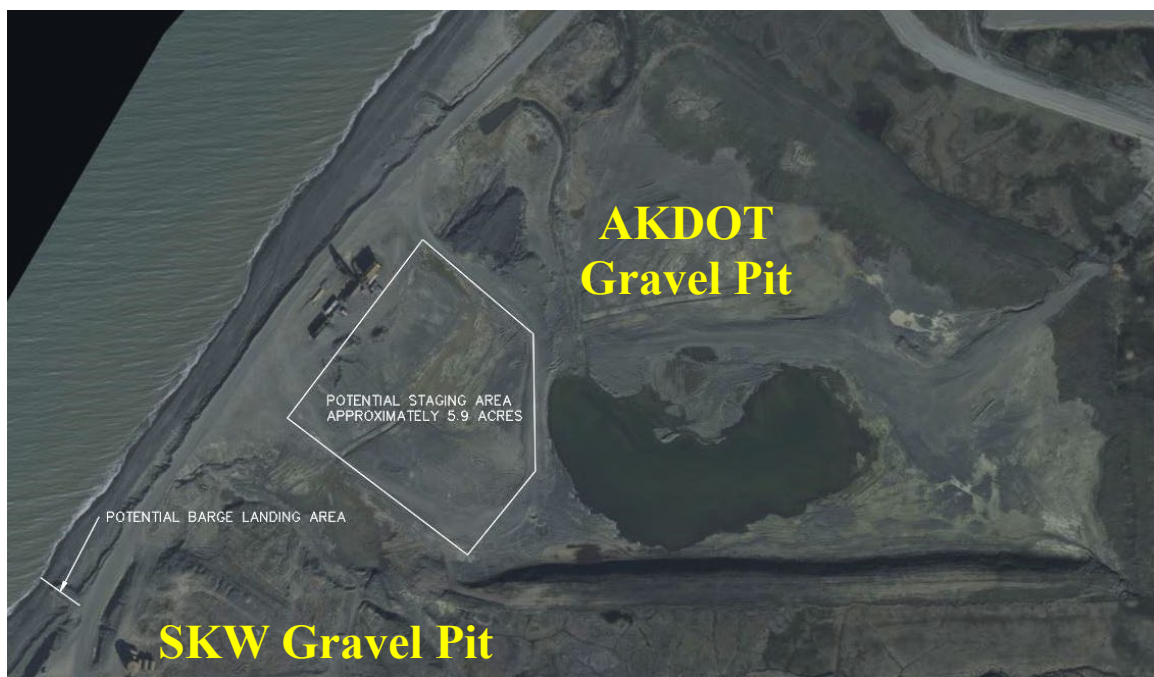 AKDOT
Gravel Pit
POTENTIAL STAGING AREA
APPROXIMATELY 5.9 ACRES
POTENTIAL BARGE LANDING AREA
SKW Gravel Pit